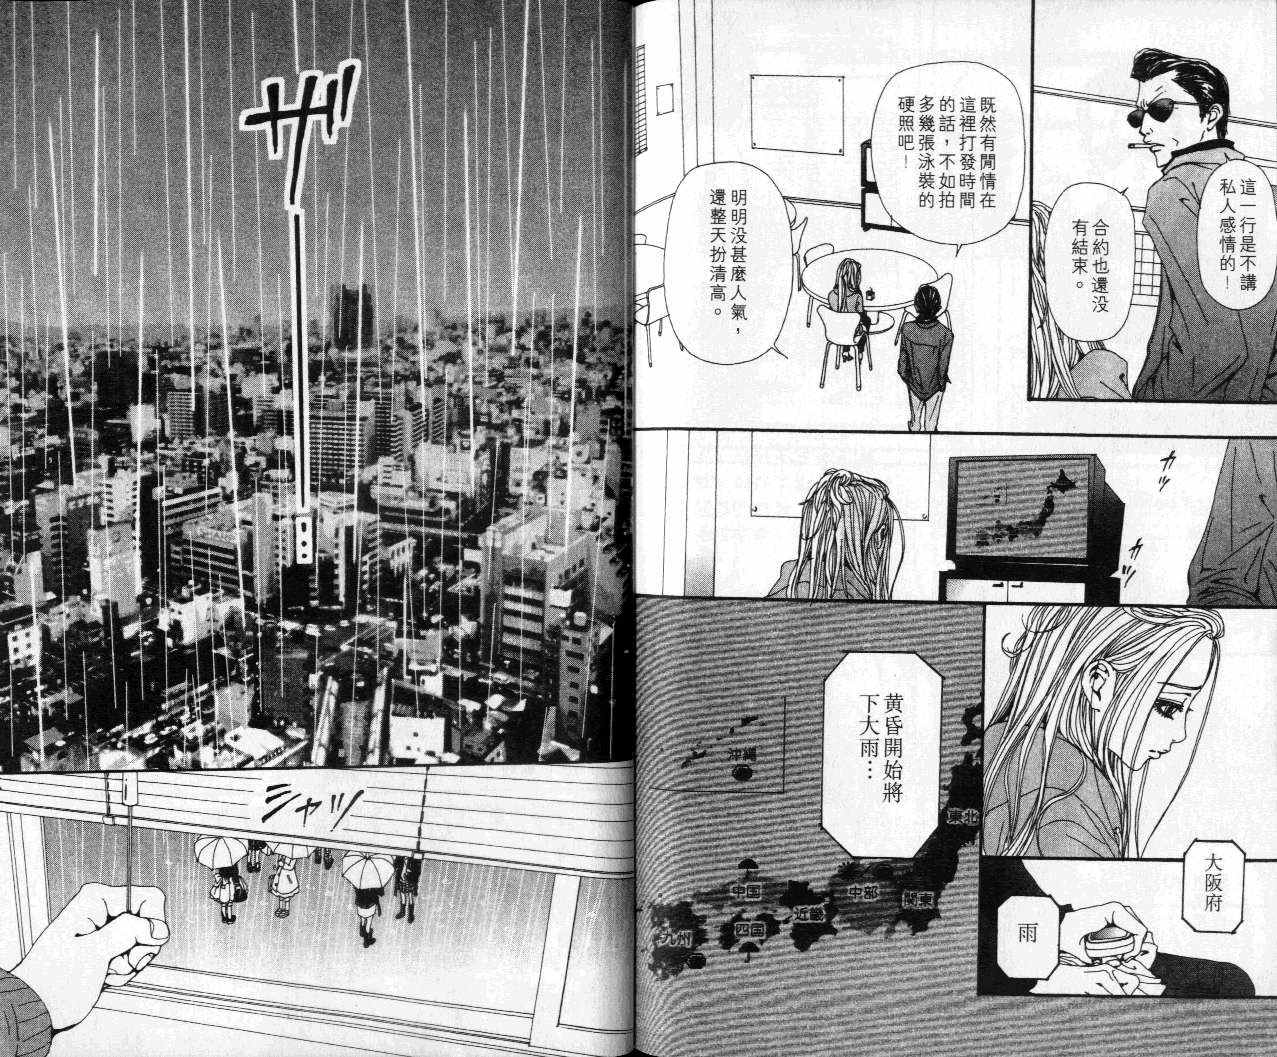 這一行是不講
私人感情的！
合約也還没
有結束。
既然有閒情在
這裡打發時間
的話，不如拍
多幾張泳裝的
硬照吧！
明明没甚麼人氣，
還整天扮清高。
カッ
カッ
大阪府
雨
黄昏開始將
下大雨…
沖縄
東北
関東
中部
近畿
中国
四国
九州
ザー
シャッ